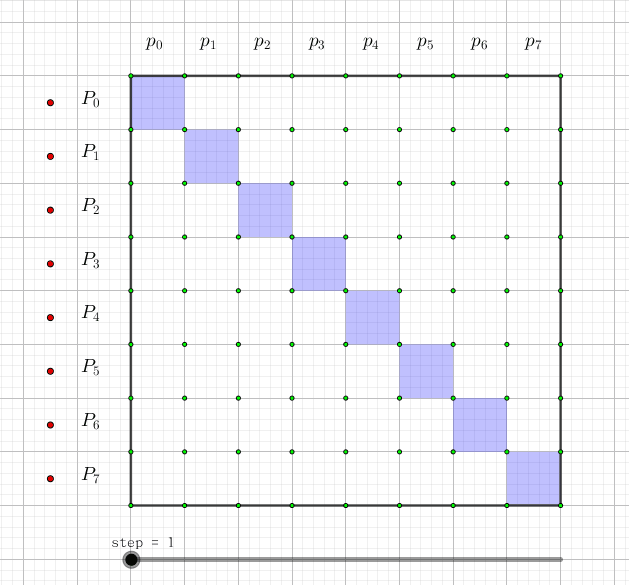 p₀ p₁ p₂ p₃ p₄ p₅ p₆ p₇
P₀
P₁
P₂
P₃
P₄
P₅
P₆
P₇
step = 1